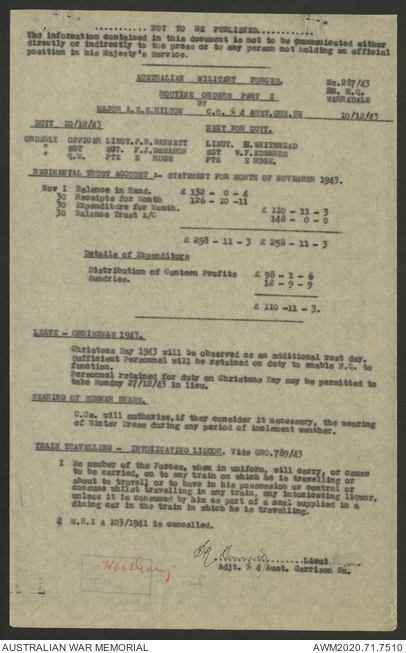 ............NOT TO BE PUBLISHED............
The information contained in this document is not to be communicated either
directly or indirectly to the press or to any person not holding an official
position in his Majesty's Service.
AUSTRALIAN MILITARY FORCES.
No.287/43
ROUTINE ORDERS PART I
H.Q.
BY
WARRADALE
MAJOR HILTON C.O. 4 AUST.GAR.BN
10/12/43
DUTY 10/12/43
NEXT FOR DUTY.
ORDERLY OFFICER LIEUT.P.R.BENNETT LIEUT. H.WHITEHEAD
" SGT SGT. F.J.McMAHON SGT W.F.EDWARDS
" Q.M. PTE PTE
REGIMENTAL TRUST ACCOUNT :- STATEMENT FOR MONTH OF NOVEMBER 1943.
Nov I Balance in Hand. £ 132 - 0 - 4
30 Receipts for Month 126 - 10 -11
30 Expenditure for Month. £ 110 - 11 - 3
30 Balance Trust A/C 148 - 0 - 0
£ 258 - 11 - 3 £ 258 - 11 - 3
Details of Expenditure
Distribution of Canteen Profits £ 98 - 1 - 6
Sundries. 12 - 9 - 9
£ 110 -11 - 3.
LEAVE - CHRISTMAS 1943.
Christmas Day 1943 will be observed as an additional rest day.
Sufficient Personnel will be retained on duty to enable H.Q. to
function.
Personnel retained for duty on Christmas Day may be permitted to
take Monday 27/12/43 in lieu.
WEARING OF SUMMER DRESS.
C.Os. will authorise, if they consider it necessary, the wearing
of Winter Dress during any period of inclement weather.
TRAIN TRAVELLING - INTOXICATING LIQUOR. Vide GRO.789/43
I No member of the Forces, when in uniform, will carry, or cause
to be carried, on to any train on which he is travelling or
about to travell or to have in his possession or control or
consume whilst travelling in any train, any intoxicating liquor,
unless it is consumed by him as part of a meal supplied in a
dining car in the train in which he is travelling.
2 M.B.I A 103/1941 is cancelled.
Lieut
Adjt. 4/Aust. Garrison Bn.
AUSTRALIAN WAR MEMORIAL
AWM2020.71.7510